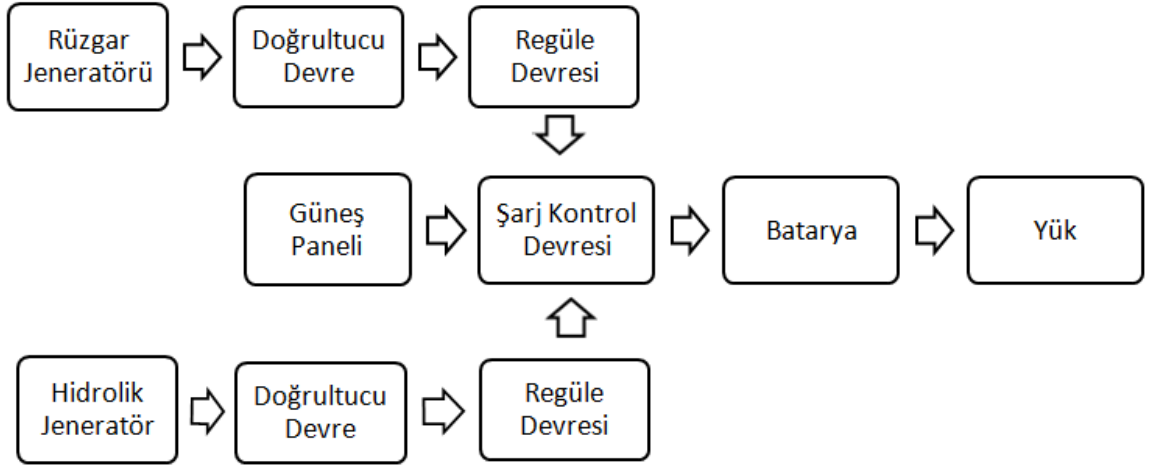 Rüzgar
Jeneratörü
Doğrultucu
Devre
Regüle
Devresi
Güneş
Paneli
Şarj Kontrol
Devresi
Batarya
Yük
Hidrolik
Jeneratör
Doğrultucu
Devre
Regüle
Devresi